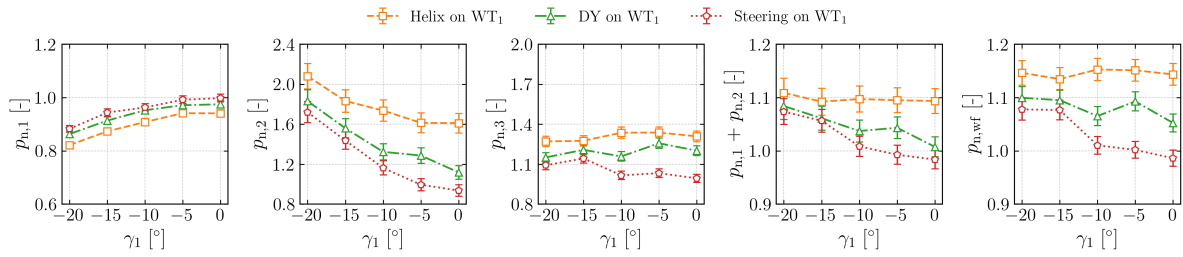 Helix on WT₁ DY on WT₁ Steering on WT₁
pₙ,₁ [-]
1.2
1.0
0.8
0.6
−20 −15 −10 −5 0
γ₁ [°]
pₙ,₂ [-]
2.4
2.0
1.6
1.2
0.8
−20 −15 −10 −5 0
γ₁ [°]
pₙ,₃ [-]
2.0
1.7
1.4
1.1
0.8
−20 −15 −10 −5 0
γ₁ [°]
pₙ,₁ + pₙ,₂ [-]
1.2
1.1
1.0
0.9
−20 −15 −10 −5 0
γ₁ [°]
p_n,wf [-]
1.2
1.1
1.0
0.9
−20 −15 −10 −5 0
γ₁ [°]